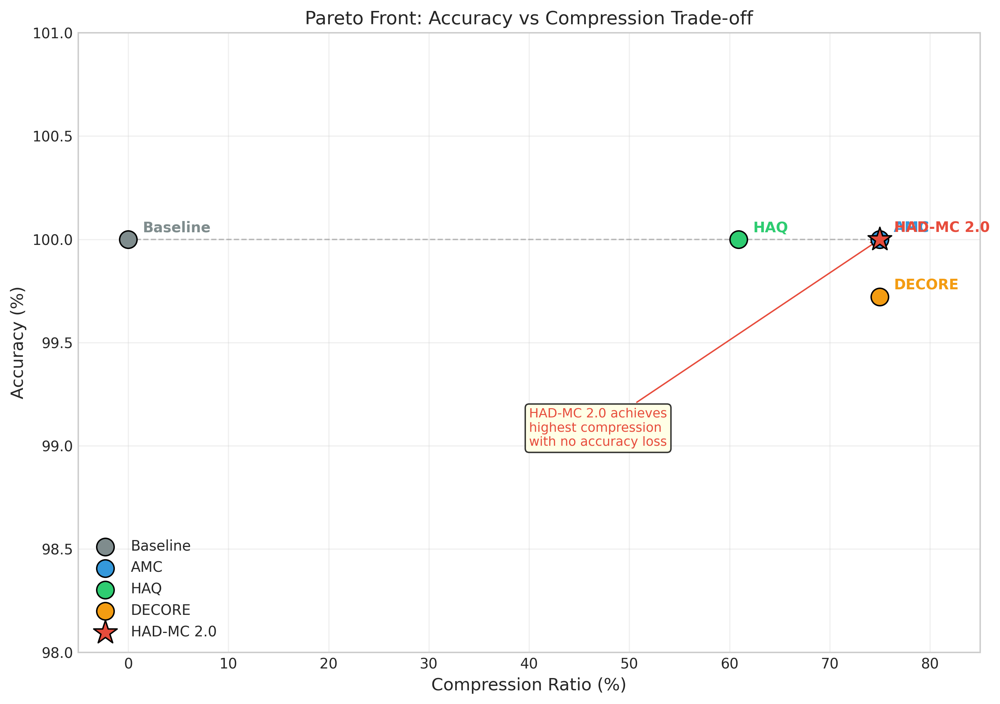 Pareto Front: Accuracy vs Compression Trade-off
101.0
100.5
100.0
99.5
99.0
98.5
98.0
Accuracy (%)
Baseline
HAQ
AMC
HAD-MC 2.0
DECORE
HAD-MC 2.0 achieves
highest compression
with no accuracy loss
Baseline
AMC
HAQ
DECORE
HAD-MC 2.0
0 10 20 30 40 50 60 70 80
Compression Ratio (%)